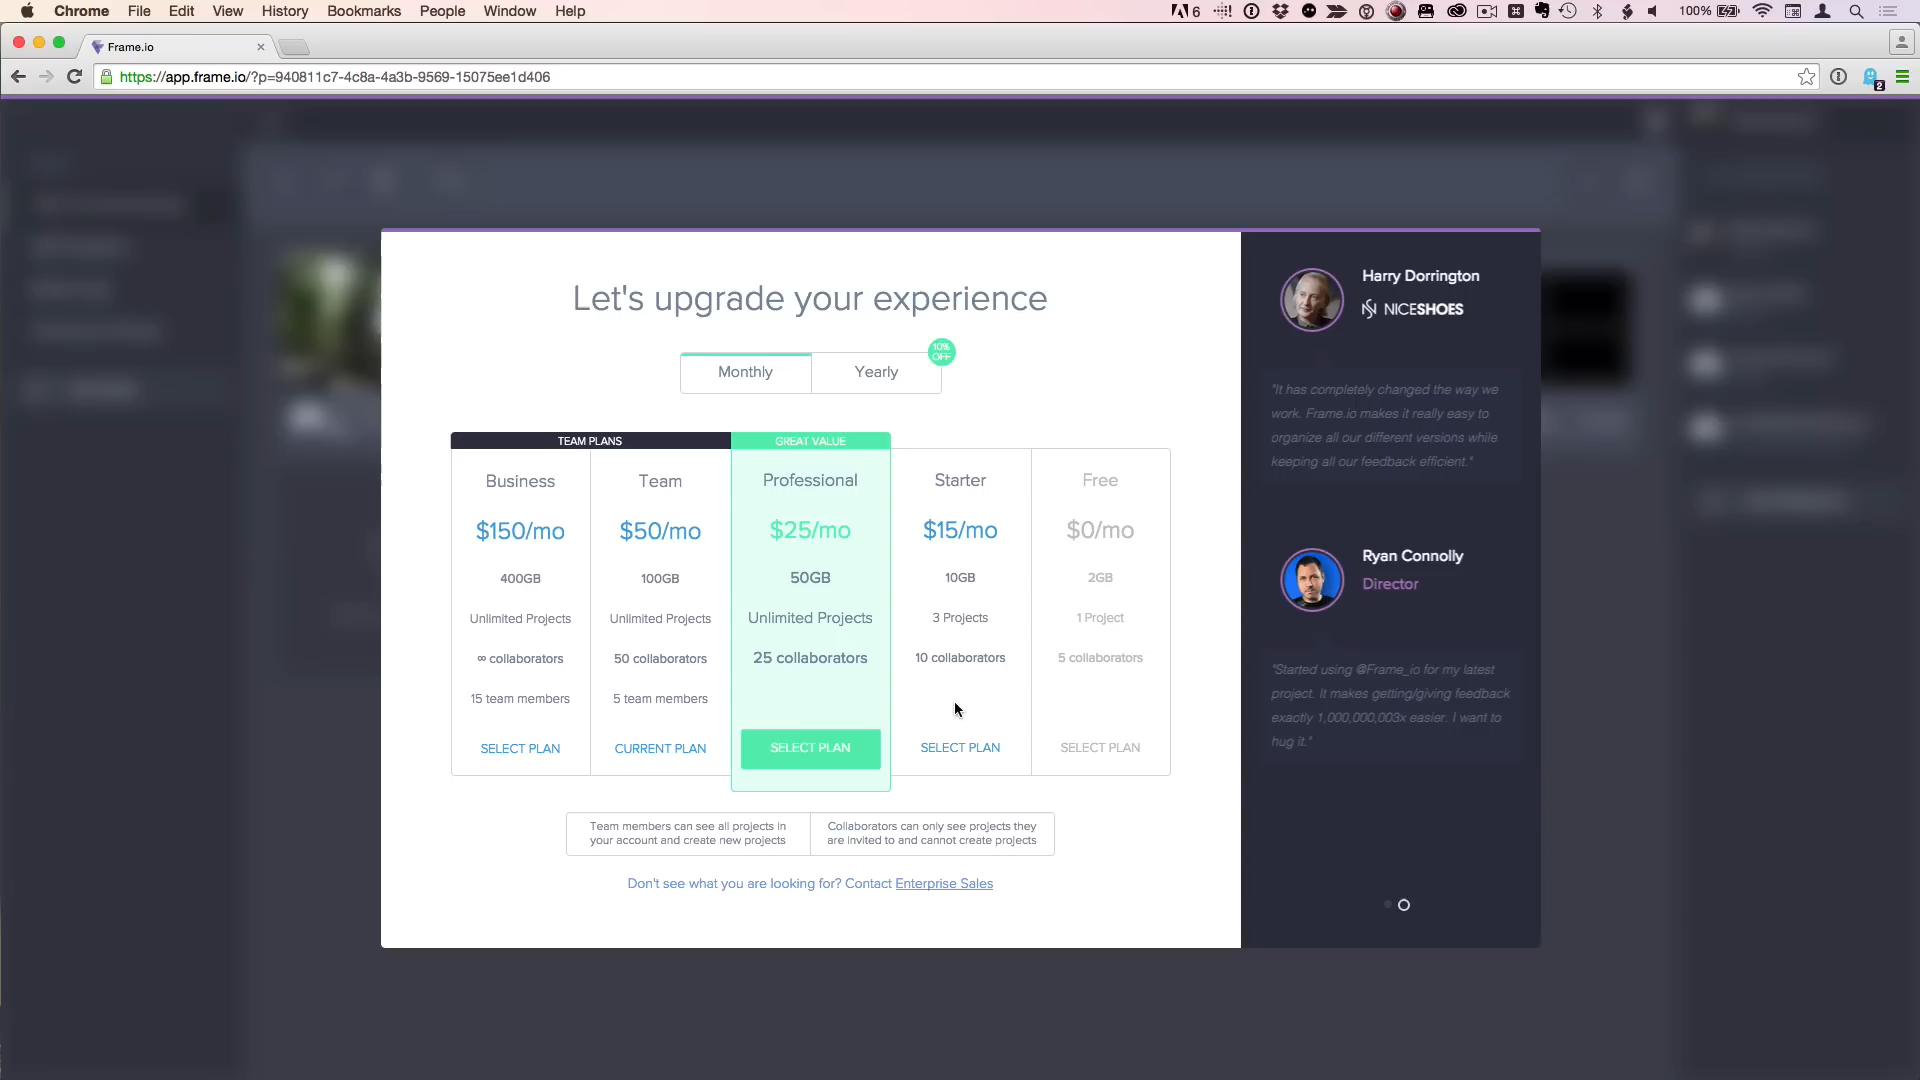 Chrome File Edit View History Bookmarks People Window Help
6 100%
Frame.io
https://app.frame.io/?p=940811c7-4c8a-4a3b-9569-15075ee1d406
2
Let's upgrade your experience
10% OFF
Monthly Yearly
TEAM PLANS GREAT VALUE
Business Team Professional Starter Free
$150/mo $50/mo $25/mo $15/mo $0/mo
400GB 100GB 50GB 10GB 2GB
Unlimited Projects Unlimited Projects Unlimited Projects 3 Projects 1 Project
∞ collaborators 50 collaborators 25 collaborators 10 collaborators 5 collaborators
15 team members 5 team members
SELECT PLAN CURRENT PLAN SELECT PLAN SELECT PLAN SELECT PLAN
Team members can see all projects in
your account and create new projects
Collaborators can only see projects they
are invited to and cannot create projects
Don't see what you are looking for? Contact Enterprise Sales
Harry Dorrington
NICESHOES
"It has completely changed the way we
work. Frame.io makes it really easy to
organize all our different versions while
keeping all our feedback efficient."
Ryan Connolly
Director
"Started using @Frame_io for my latest
project. It makes getting/giving feedback
exactly 1,000,000,003x easier. I want to
hug it."